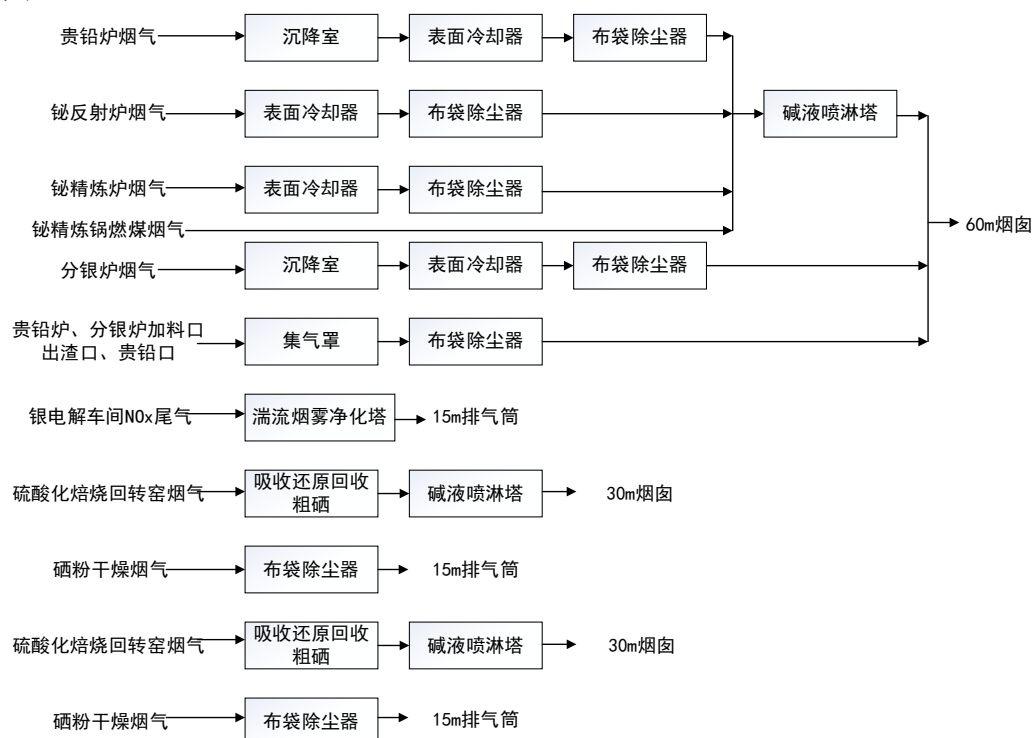 贵铅炉烟气 沉降室 表面冷却器 布袋除尘器
铋反射炉烟气 表面冷却器 布袋除尘器 碱液喷淋塔
铋精炼炉烟气 表面冷却器 布袋除尘器
铋精炼锅燃煤烟气 60m烟囱
分银炉烟气 沉降室 表面冷却器 布袋除尘器
贵铅炉、分银炉加料口
出渣口、贵铅口
集气罩 布袋除尘器
银电解车间NOx尾气 湍流烟雾净化塔 15m排气筒
硫酸化焙烧回转窑烟气
吸收还原回收
粗硒
碱液喷淋塔 30m烟囱
硒粉干燥烟气 布袋除尘器 15m排气筒
硫酸化焙烧回转窑烟气
吸收还原回收
粗硒
碱液喷淋塔 30m烟囱
硒粉干燥烟气 布袋除尘器 15m排气筒